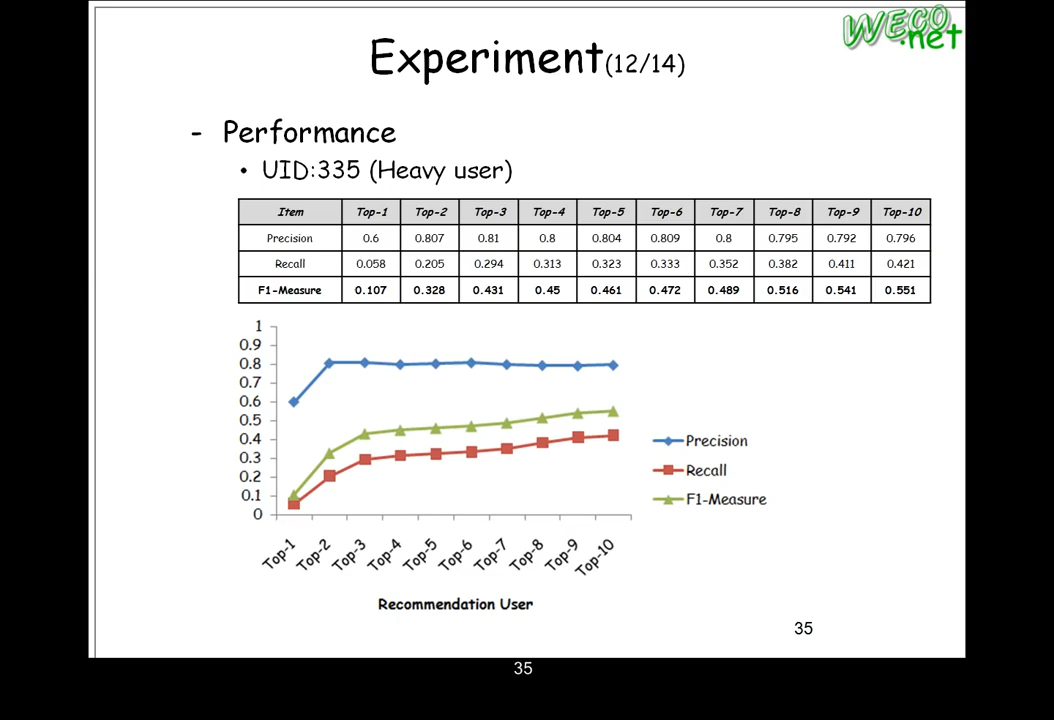 WECO
.net
Experiment(12/14)
- Performance
• UID:335 (Heavy user)
Item Top-1 Top-2 Top-3 Top-4 Top-5 Top-6 Top-7 Top-8 Top-9 Top-10
Precision 0.6 0.807 0.81 0.8 0.804 0.809 0.8 0.795 0.792 0.796
Recall 0.058 0.205 0.294 0.313 0.323 0.333 0.352 0.382 0.411 0.421
F1-Measure 0.107 0.328 0.431 0.45 0.461 0.472 0.489 0.516 0.541 0.551
1
0.9
0.8
0.7
0.6
0.5
0.4
0.3
0.2
0.1
0
Precision
Recall
F1-Measure
Top-1 Top-2 Top-3 Top-4 Top-5 Top-6 Top-7 Top-8 Top-9 Top-10
Recommendation User
35
35